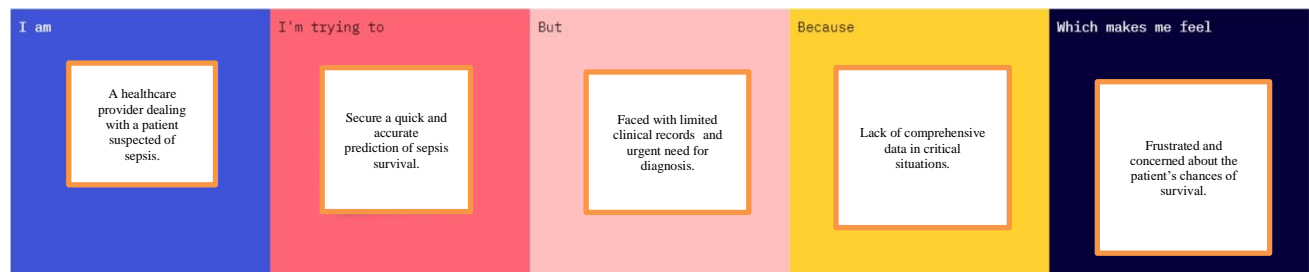 I am
A healthcare
provider dealing
with a patient
suspected of
sepsis.
I'm trying to
Secure a quick and
accurate
prediction of sepsis
survival.
But
Faced with limited
clinical records and
urgent need for
diagnosis.
Because
Lack of comprehensive
data in critical
situations.
Which makes me feel
Frustrated and
concerned about the
patient’s chances of
survival.